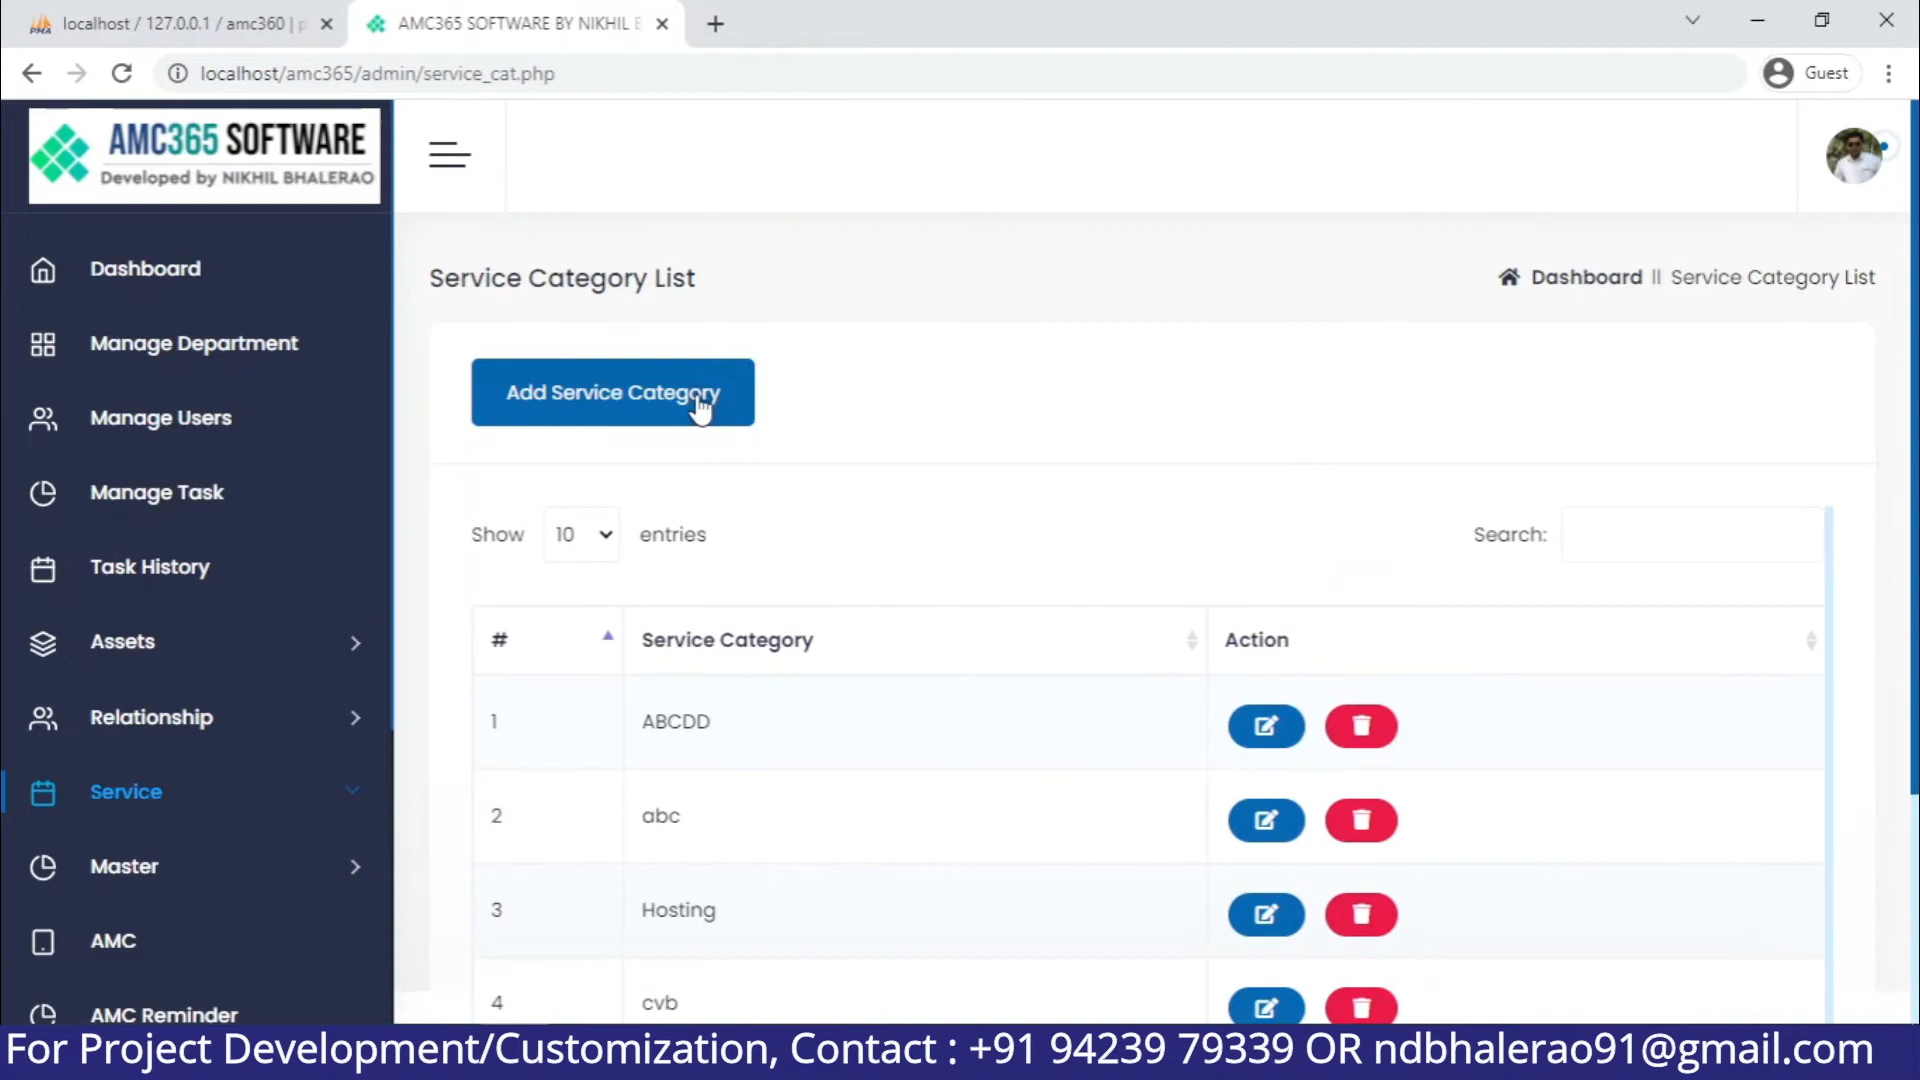 localhost / 127.0.0.1 / amc360 | p
AMC365 SOFTWARE BY NIKHIL B
localhost/amc365/admin/service_cat.php
Guest
PMA
AMC365 SOFTWARE
Developed by NIKHIL BHALERAO
Dashboard
Manage Department
Manage Users
Manage Task
Task History
Assets
Relationship
Service
Master
AMC
AMC Reminder
Service Category List
Dashboard || Service Category List
Add Service Category
Show 10 entries
Search:
# Service Category Action
1 ABCDD
2 abc
3 Hosting
4 cvb
For Project Development/Customization, Contact : +91 94239 79339 OR ndbhalerao91@gmail.com